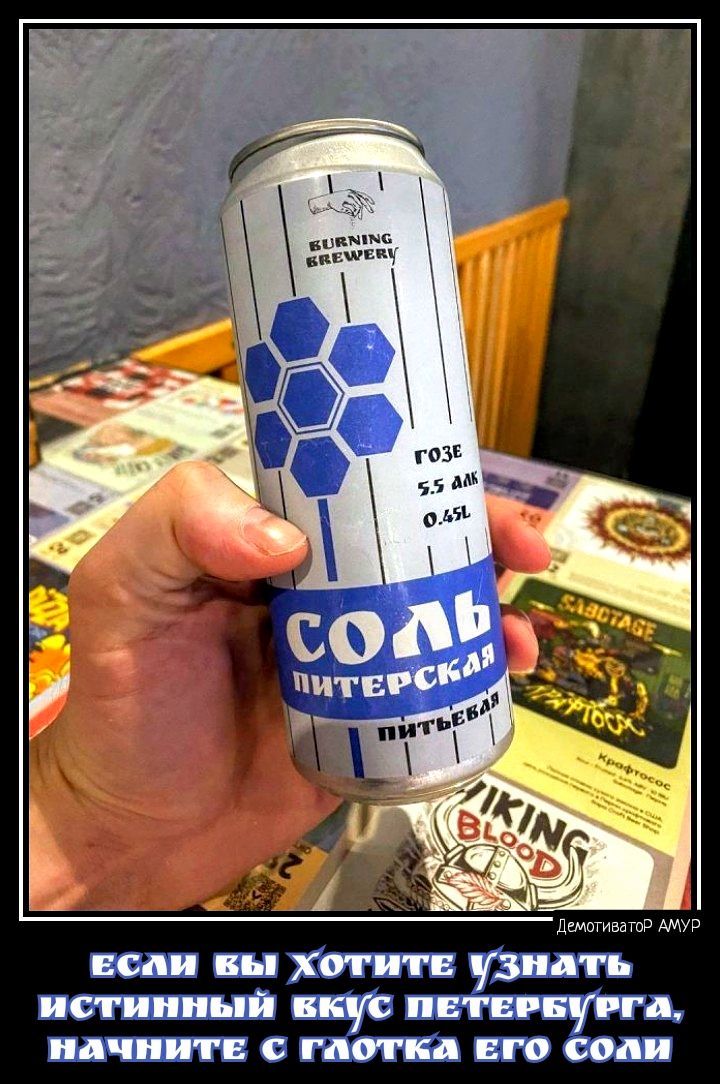 BURNING
BREWERY
ГОЗЕ
5.5 АЛК
0.45L
СОЛЬ
ПИТЕРСКАЯ
ПИТЬЕВАЯ
SABOTAGE
КРАФТОСОС
Крафтосос
VIKING
BLOOD
ДемотиватоР АМУР
ЕСЛИ ВЫ ХОТИТЕ УЗНАТЬ
ИСТИННЫЙ ВКУС ПЕТЕРБУРГА,
НАЧНИТЕ С ГЛОТКА ЕГО СОЛИ